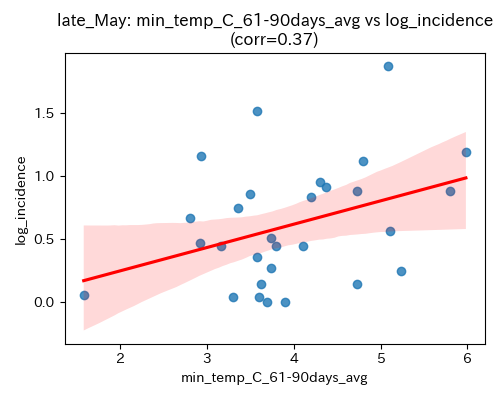 late_May: min_temp_C_61-90days_avg vs log_incidence
(corr=0.37)
1.5
1.0
0.5
0.0
log_incidence
2
3
4
5
6
min_temp_C_61-90days_avg